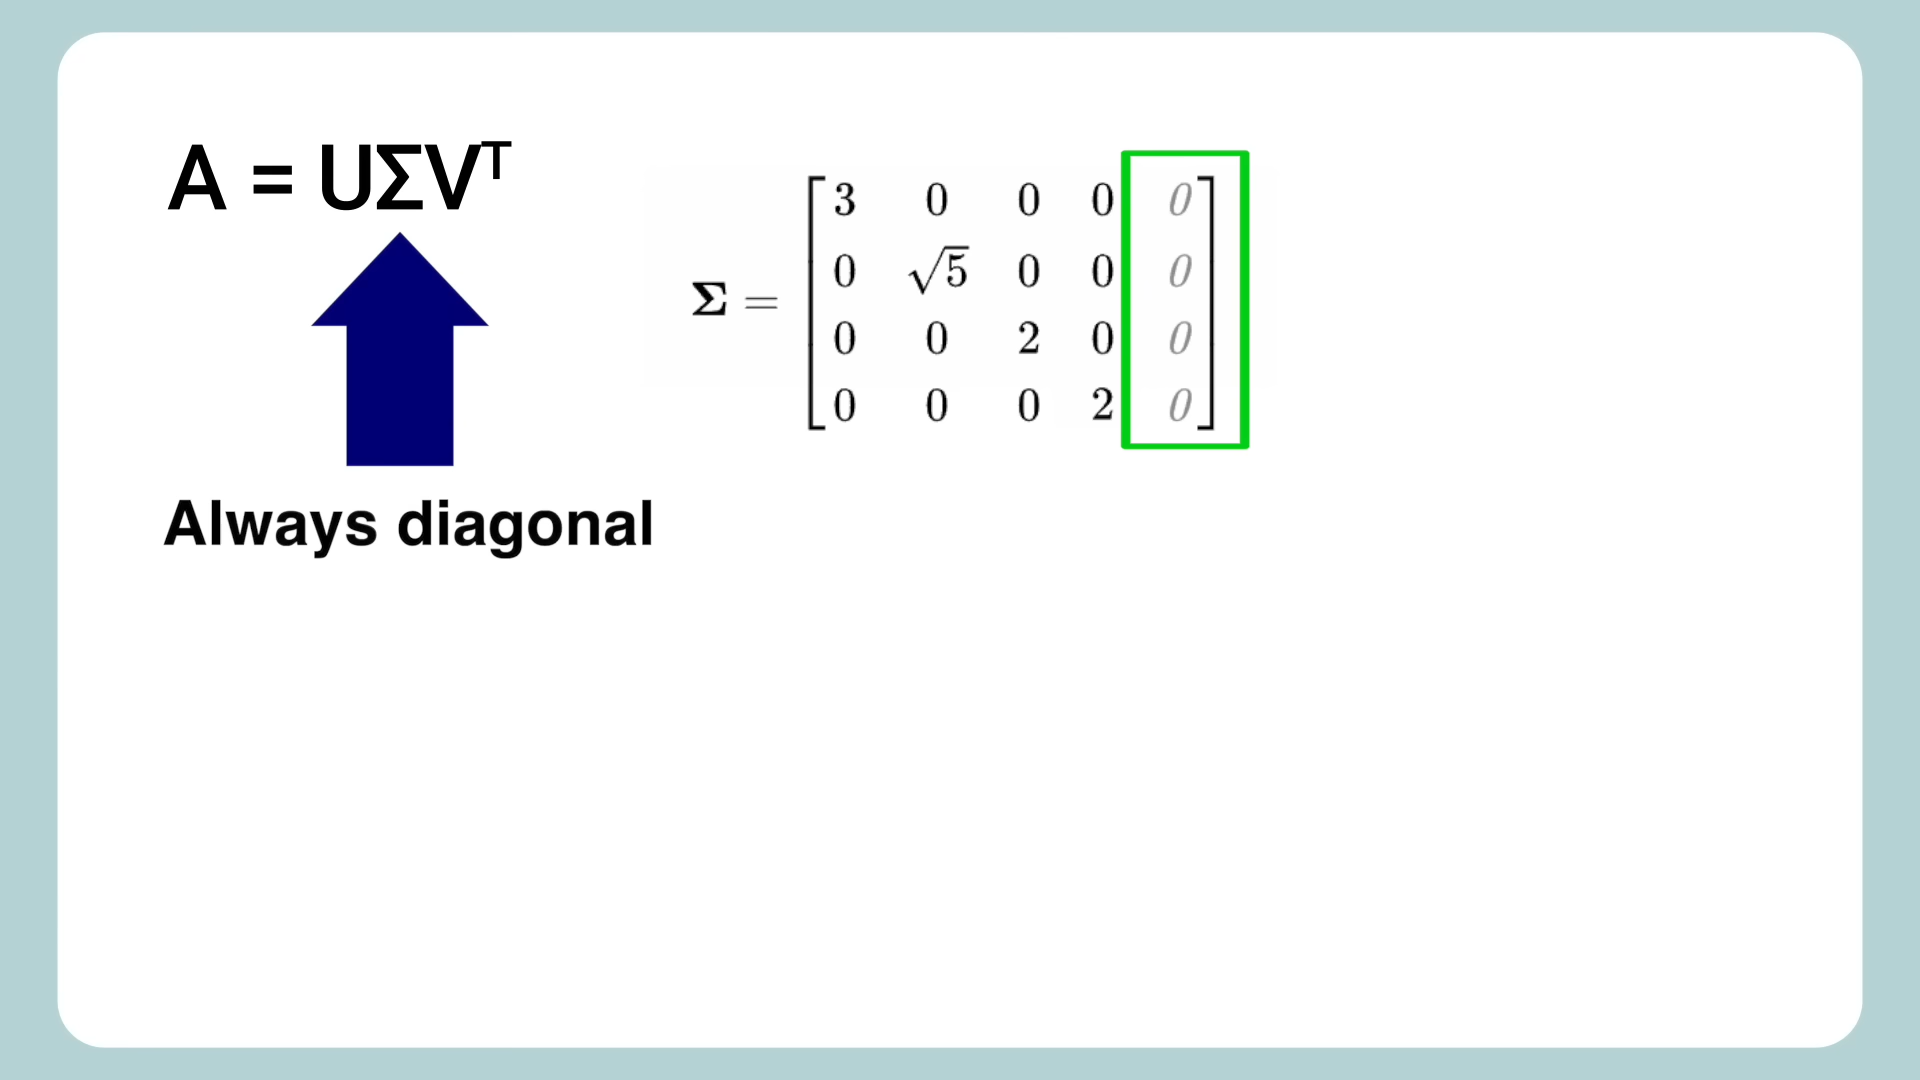 A = UΣVᵀ
Σ =
3 0 0 0 0
0 √5 0 0 0
0 0 2 0 0
0 0 0 2 0
Always diagonal